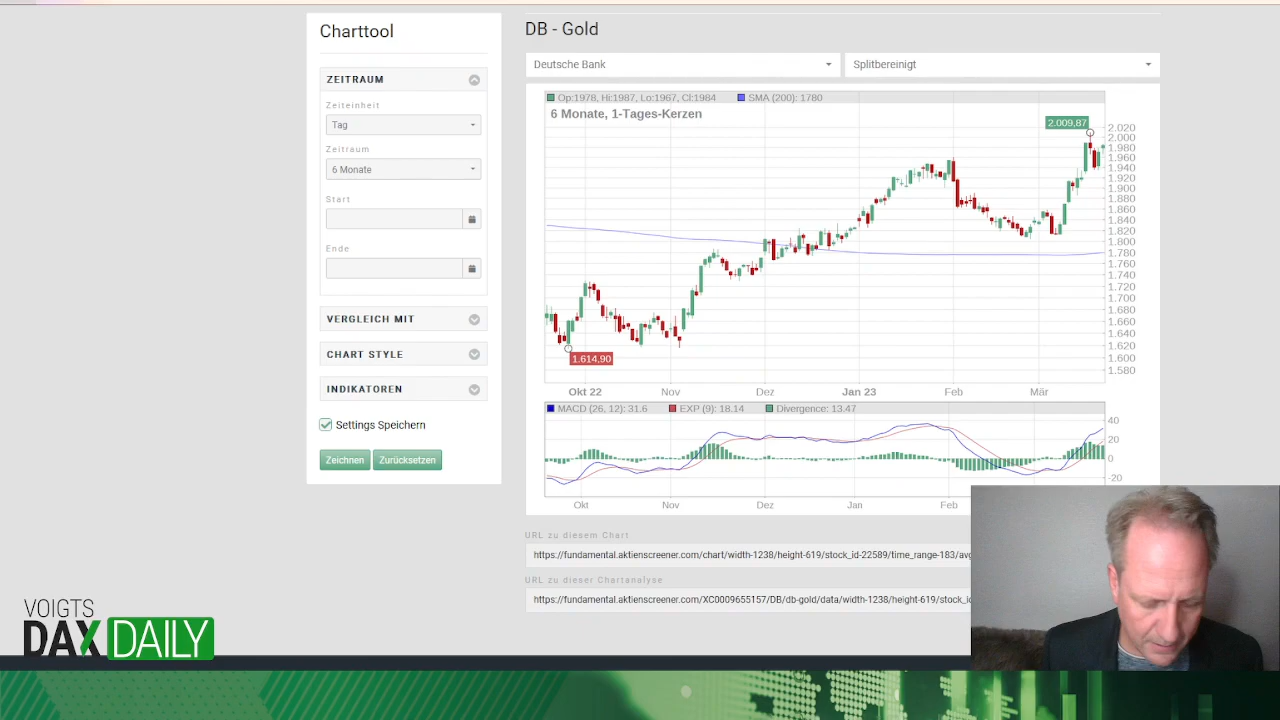 Charttool
ZEITRAUM
Zeiteinheit
Tag
Zeitraum
6 Monate
Start
Ende
VERGLEICH MIT
CHART STYLE
INDIKATOREN
Settings Speichern
Zeichnen Zurücksetzen
DB - Gold
Deutsche Bank Splitbereinigt
Op:1978, Hi:1987, Lo:1967, Cl:1984 SMA (200): 1780
6 Monate, 1-Tages-Kerzen
2.009,87
1.614,90
2.020
2.000
1.980
1.960
1.940
1.920
1.900
1.880
1.860
1.840
1.820
1.800
1.780
1.760
1.740
1.720
1.700
1.680
1.660
1.640
1.620
1.600
1.580
Okt 22 Nov Dez Jan 23 Feb Mär
MACD (26, 12): 31.6 EXP (9): 18.14 Divergence: 13.47
40
20
0
-20
Okt Nov Dez Jan Feb
URL zu diesem Chart
https://fundamental.aktienscreener.com/chart/width-1238/height-619/stock_id-22589/time_range-183/avg
URL zu dieser Chartanalyse
https://fundamental.aktienscreener.com/XC0009655157/DB/db-gold/data/width-1238/height-619/stock_id
VOIGTS
DAX DAILY